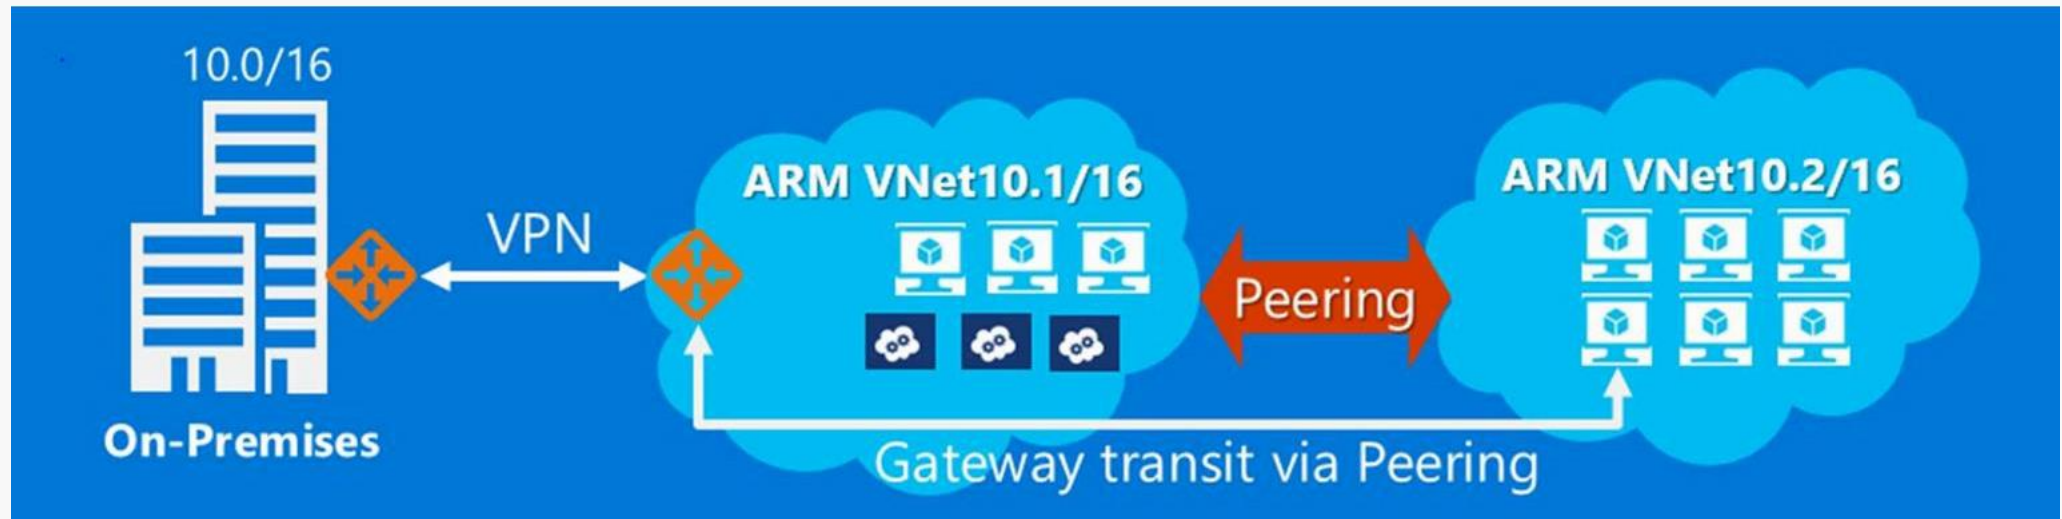 10.0/16
On-Premises
VPN
ARM VNet10.1/16
Peering
ARM VNet10.2/16
Gateway transit via Peering